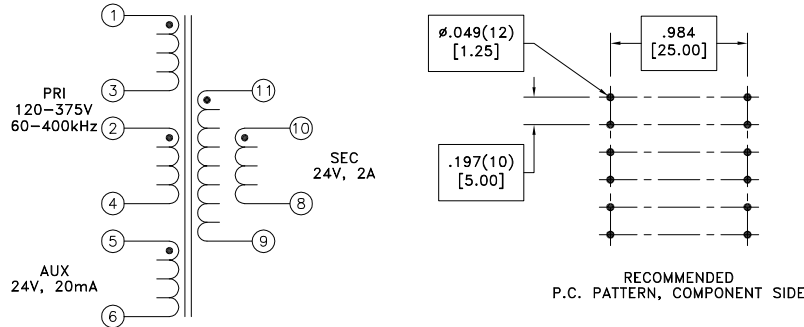 1
3
PRI
120-375V
60-400kHz
2
4
5
AUX
24V, 20mA
6
11
10
SEC
24V, 2A
8
9
Ø.049(12)
[1.25]
.984
[25.00]
.197(10)
[5.00]
RECOMMENDED
P.C. PATTERN, COMPONENT SIDE